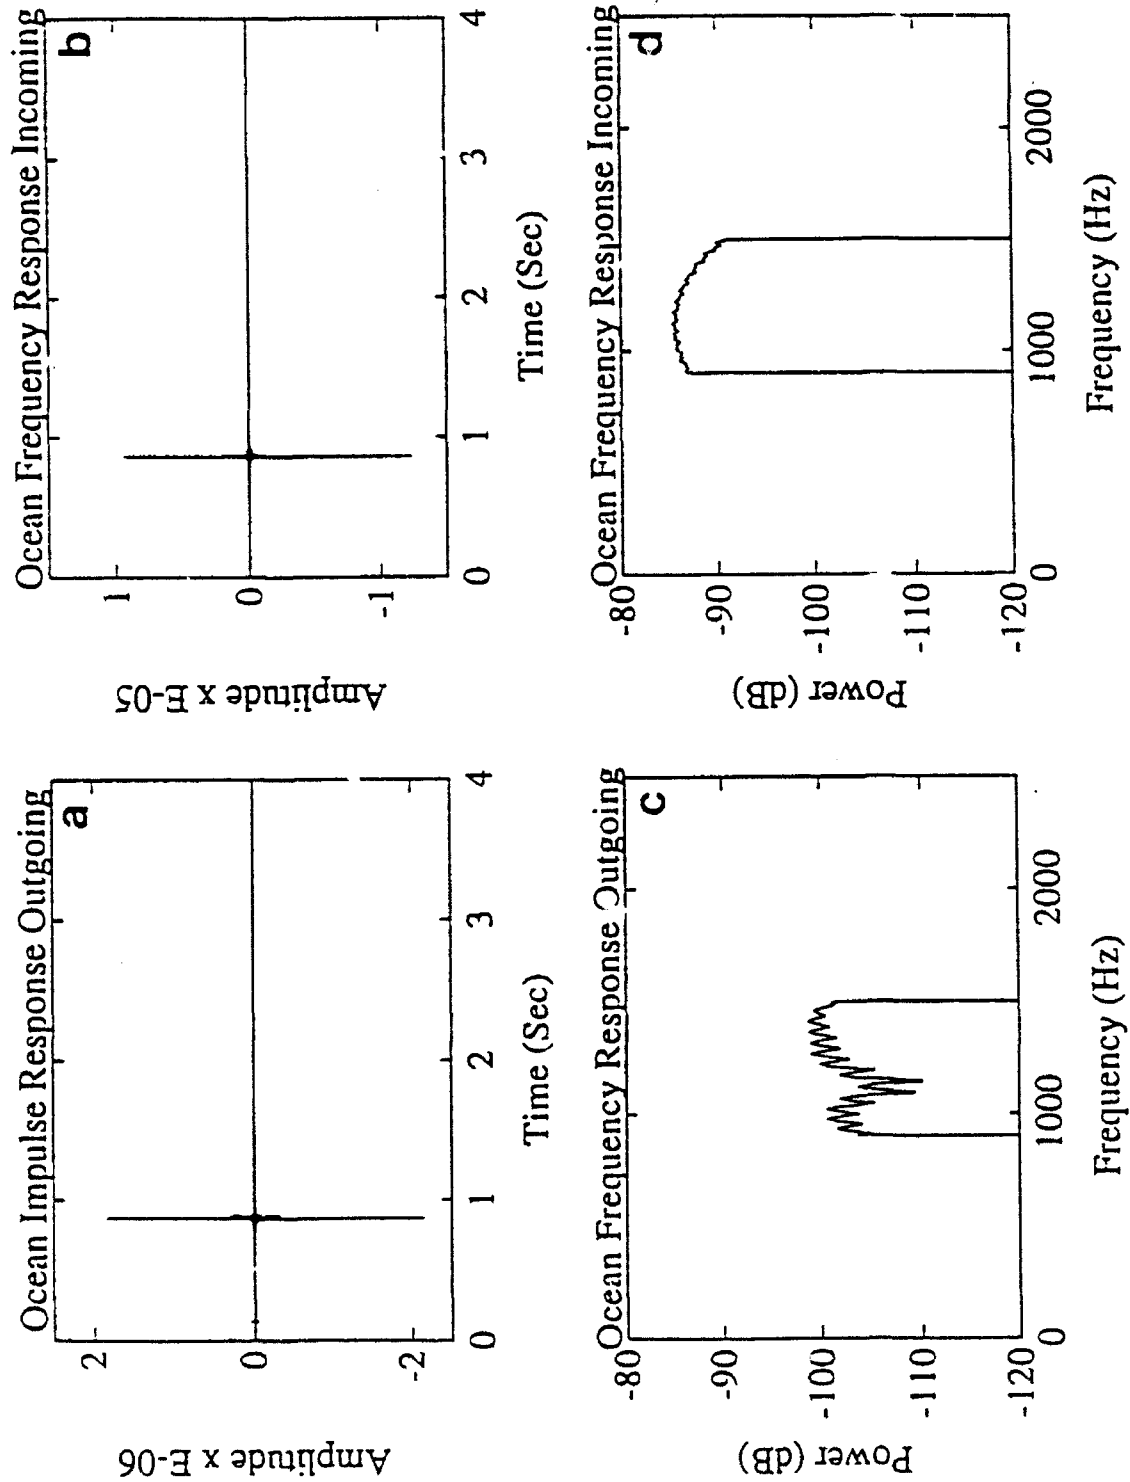 Ocean Impulse Response Outgoing
a
2
0
-2
Amplitude x E-06
0 1 2 3 4
Time (Sec)
Ocean Frequency Response Incoming
b
1
0
-1
Amplitude x E-05
0 1 2 3 4
Time (Sec)
Ocean Frequency Response Outgoing
c
-80
-90
-100
-110
-120
Power (dB)
0 1000 2000
Frequency (Hz)
Ocean Frequency Response Incoming
d
-80
-90
-100
-110
-120
Power (dB)
0 1000 2000
Frequency (Hz)